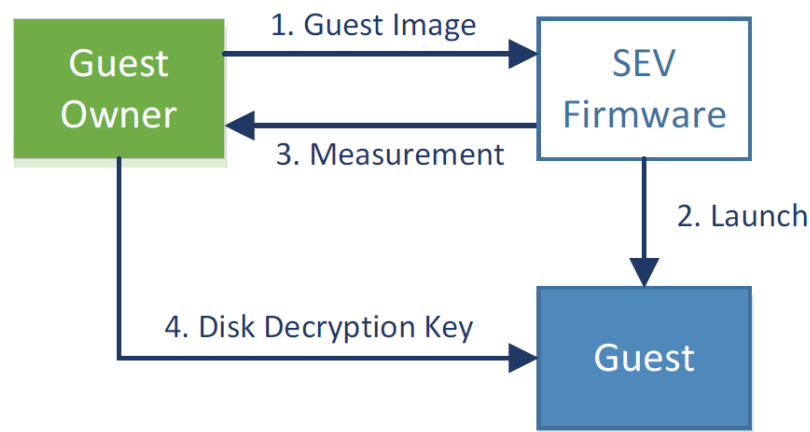 1. Guest Image
Guest
Owner
SEV
Firmware
3. Measurement
2. Launch
4. Disk Decryption Key
Guest